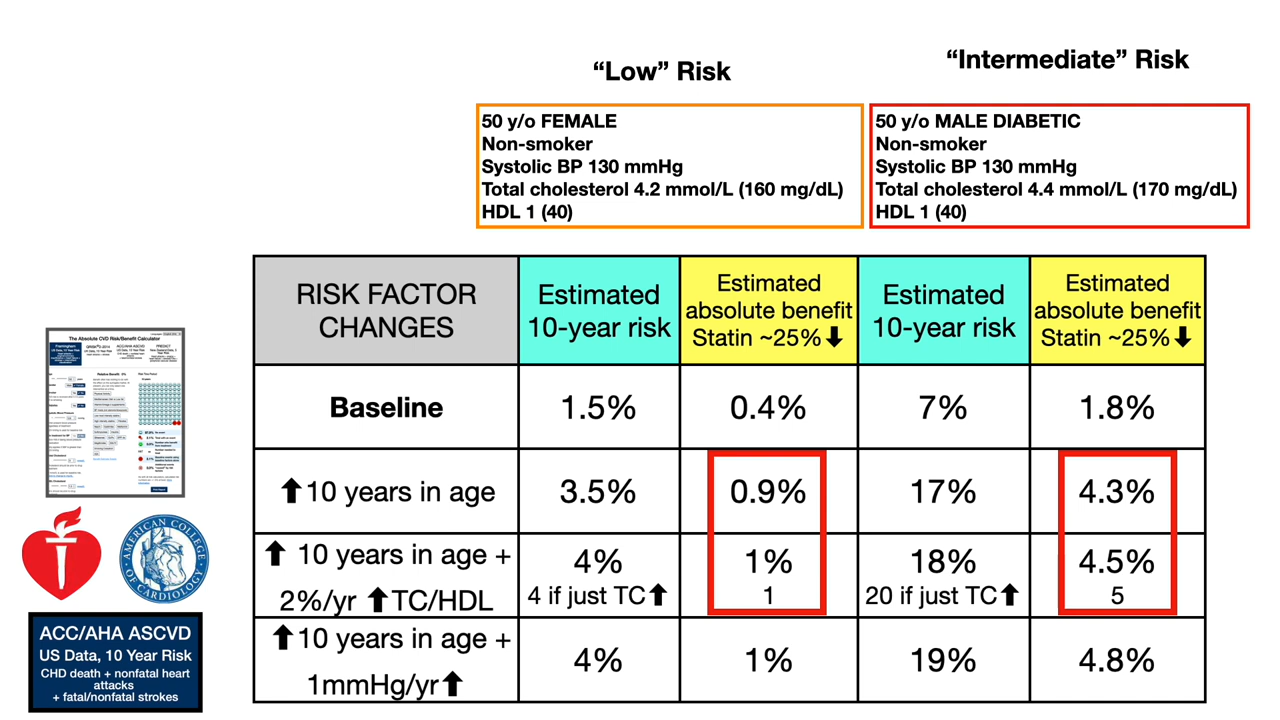 “Low” Risk
“Intermediate” Risk
50 y/o FEMALE
Non-smoker
Systolic BP 130 mmHg
Total cholesterol 4.2 mmol/L (160 mg/dL)
HDL 1 (40)
50 y/o MALE DIABETIC
Non-smoker
Systolic BP 130 mmHg
Total cholesterol 4.4 mmol/L (170 mg/dL)
HDL 1 (40)
RISK FACTOR
CHANGES
Estimated
10-year risk
Estimated
absolute benefit
Statin ~25%⬇
Estimated
10-year risk
Estimated
absolute benefit
Statin ~25%⬇
Baseline
1.5%
0.4%
7%
1.8%
⬆10 years in age
3.5%
0.9%
17%
4.3%
⬆ 10 years in age +
2%/yr ⬆TC/HDL
4%
4 if just TC⬆
1%
1
18%
20 if just TC⬆
4.5%
5
⬆10 years in age +
1mmHg/yr⬆
4%
1%
19%
4.8%
The Absolute CVD Risk/Benefit Calculator
AMERICAN COLLEGE
OF CARDIOLOGY
ACC/AHA ASCVD
US Data, 10 Year Risk
CHD death + nonfatal heart
attacks
+ fatal/nonfatal strokes